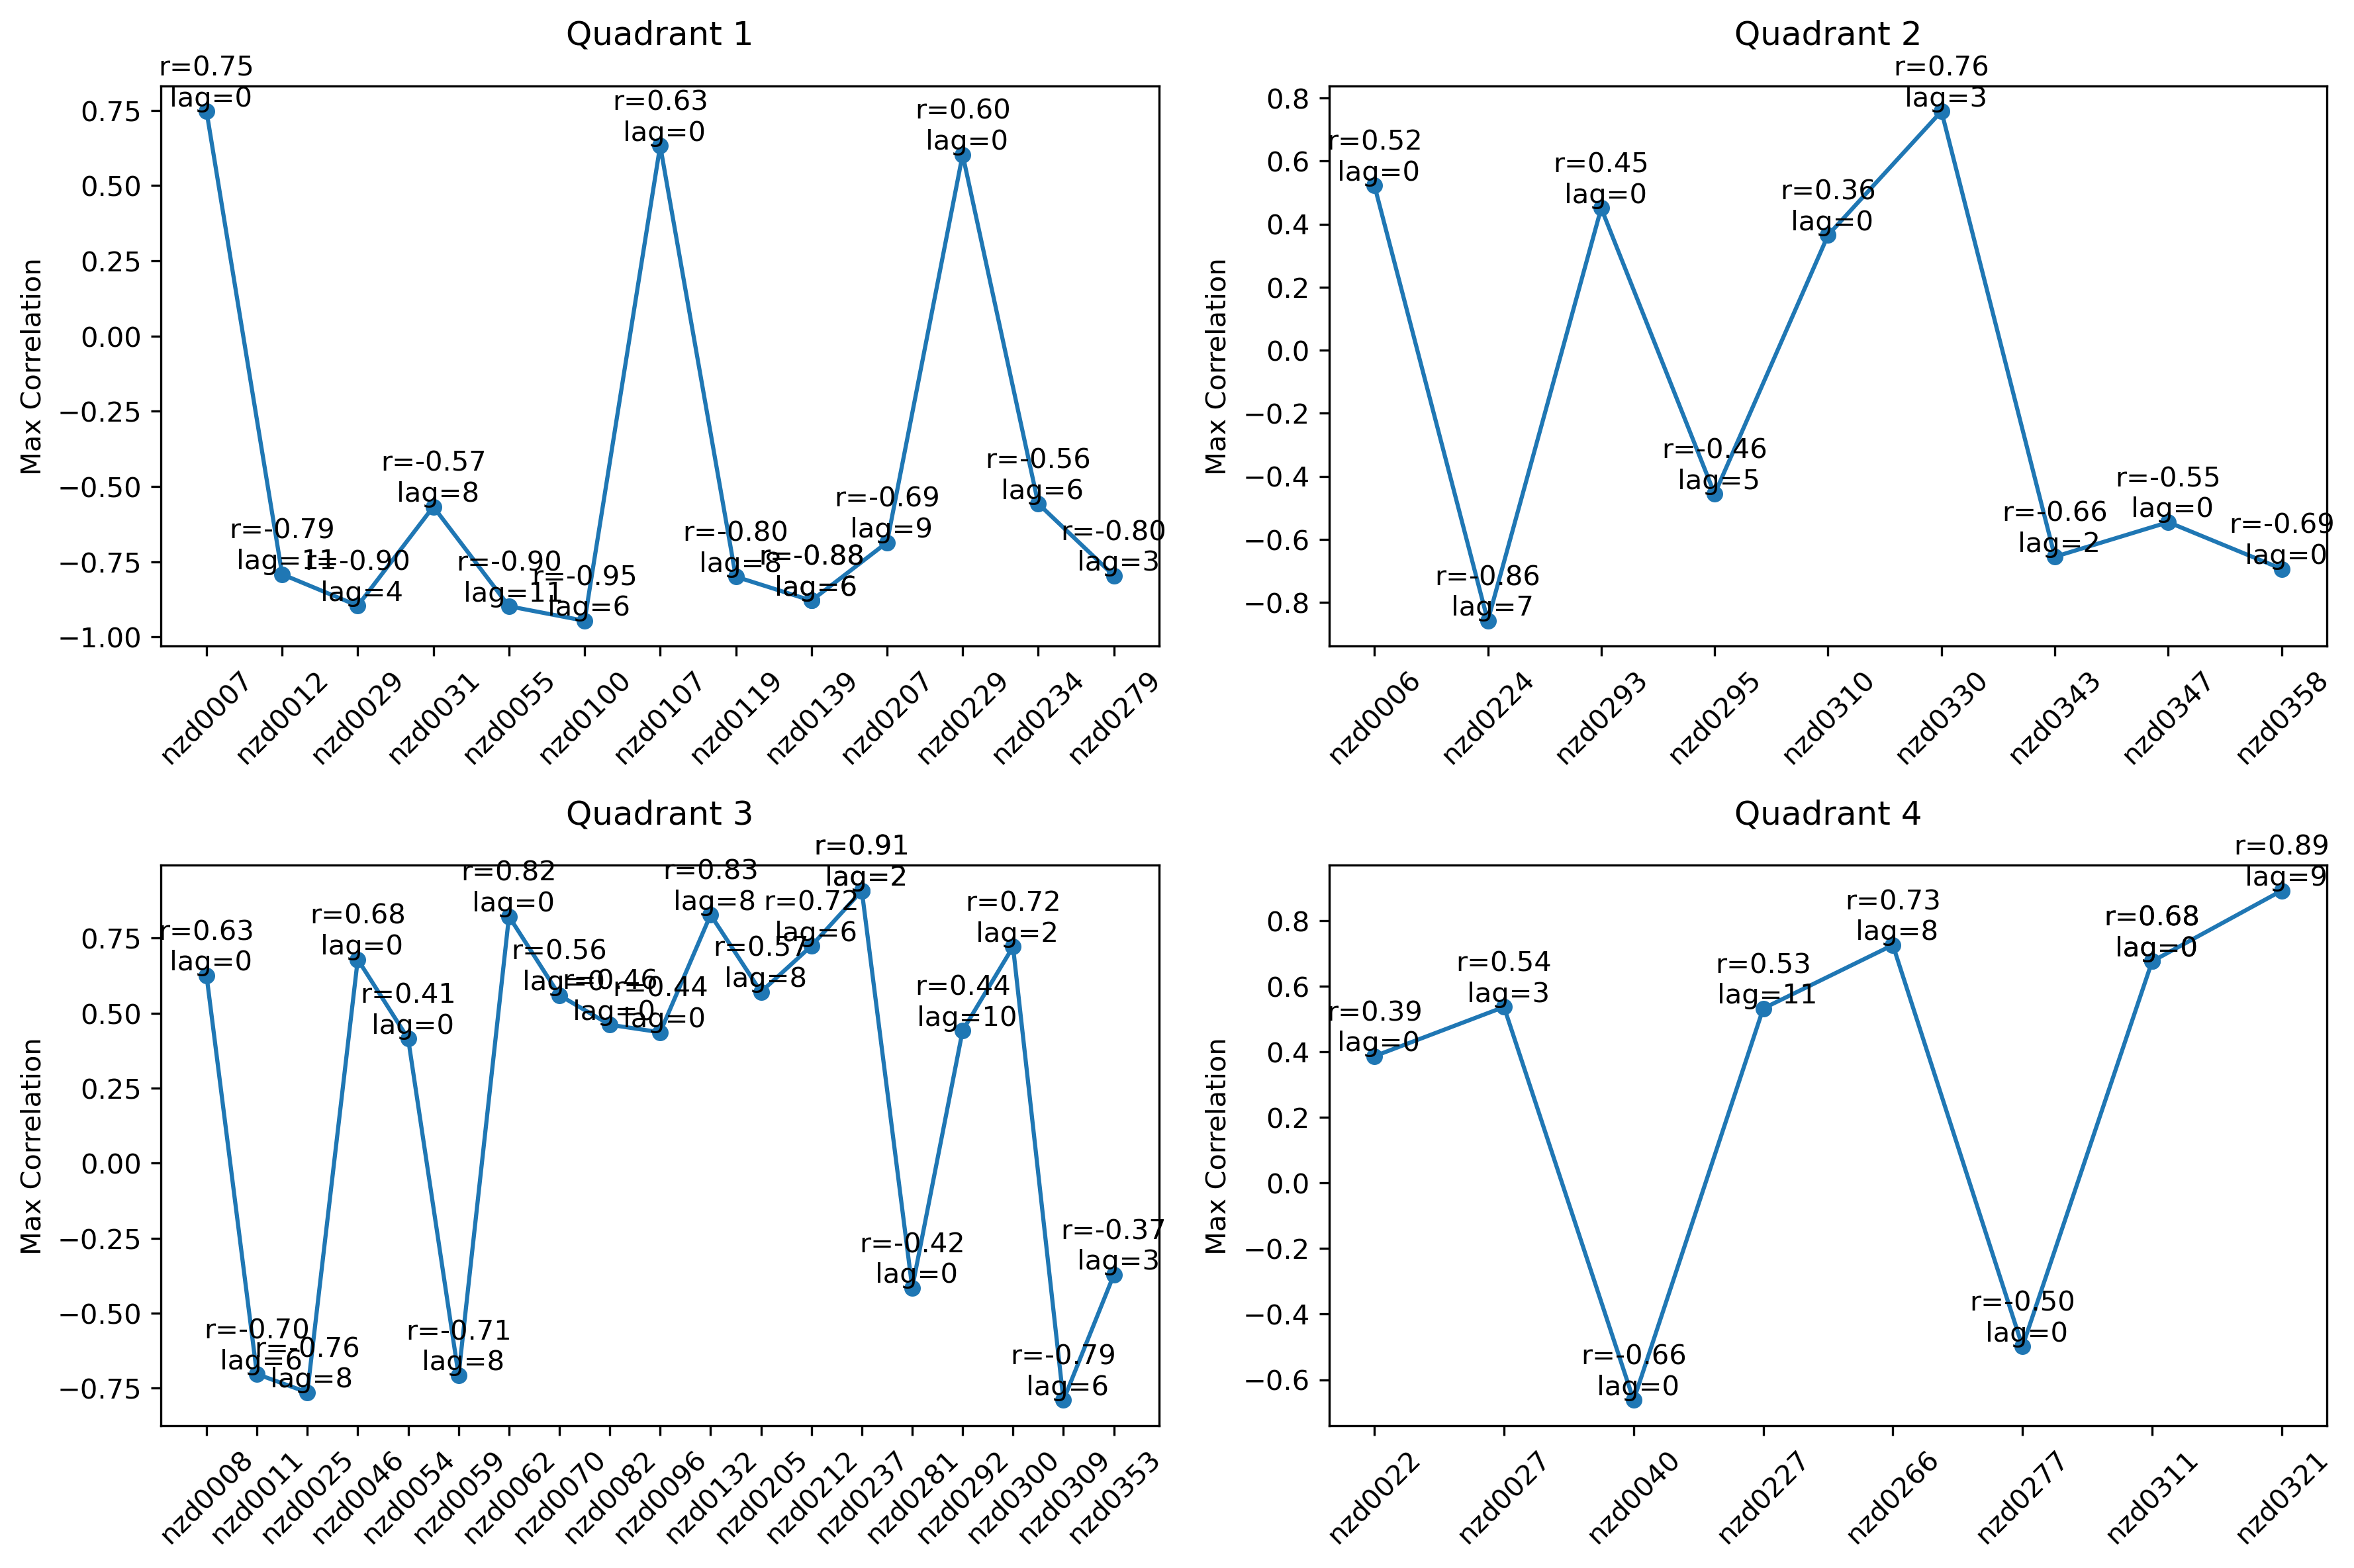 Quadrant 1
r=0.75
lag=0
r=-0.79
lag=11
r=-0.90
lag=4
r=-0.57
lag=8
r=-0.90
lag=11
r=-0.95
lag=6
r=0.63
lag=0
r=-0.80
lag=8
r=-0.88
lag=6
r=-0.69
lag=9
r=0.60
lag=0
r=-0.56
lag=6
r=-0.80
lag=3
Max Correlation
0.75
0.50
0.25
0.00
−0.25
−0.50
−0.75
−1.00
nzd0007
nzd0012
nzd0029
nzd0031
nzd0055
nzd0100
nzd0107
nzd0119
nzd0139
nzd0207
nzd0229
nzd0234
nzd0279
Quadrant 2
r=0.52
lag=0
r=-0.86
lag=7
r=0.45
lag=0
r=-0.46
lag=5
r=0.36
lag=0
r=0.76
lag=3
r=-0.66
lag=2
r=-0.55
lag=0
r=-0.69
lag=0
Max Correlation
0.8
0.6
0.4
0.2
0.0
−0.2
−0.4
−0.6
−0.8
nzd0006
nzd0224
nzd0293
nzd0295
nzd0310
nzd0330
nzd0343
nzd0347
nzd0358
Quadrant 3
r=0.63
lag=0
r=-0.70
lag=6
r=-0.76
lag=8
r=0.68
lag=0
r=0.41
lag=0
r=-0.71
lag=8
r=0.82
lag=0
r=0.56
lag=0
r=0.46
lag=0
r=0.44
lag=0
r=0.83
lag=8
r=0.57
lag=8
r=0.72
lag=6
r=0.91
lag=2
r=-0.42
lag=0
r=0.44
lag=10
r=0.72
lag=2
r=-0.79
lag=6
r=-0.37
lag=3
Max Correlation
0.75
0.50
0.25
0.00
−0.25
−0.50
−0.75
nzd0008
nzd0011
nzd0025
nzd0046
nzd0054
nzd0059
nzd0062
nzd0070
nzd0082
nzd0096
nzd0132
nzd0205
nzd0212
nzd0237
nzd0281
nzd0292
nzd0300
nzd0309
nzd0353
Quadrant 4
r=0.39
lag=0
r=0.54
lag=3
r=-0.66
lag=0
r=0.53
lag=11
r=0.73
lag=8
r=-0.50
lag=0
r=0.68
lag=0
r=0.89
lag=9
Max Correlation
0.8
0.6
0.4
0.2
0.0
−0.2
−0.4
−0.6
nzd0022
nzd0027
nzd0040
nzd0227
nzd0266
nzd0277
nzd0311
nzd0321